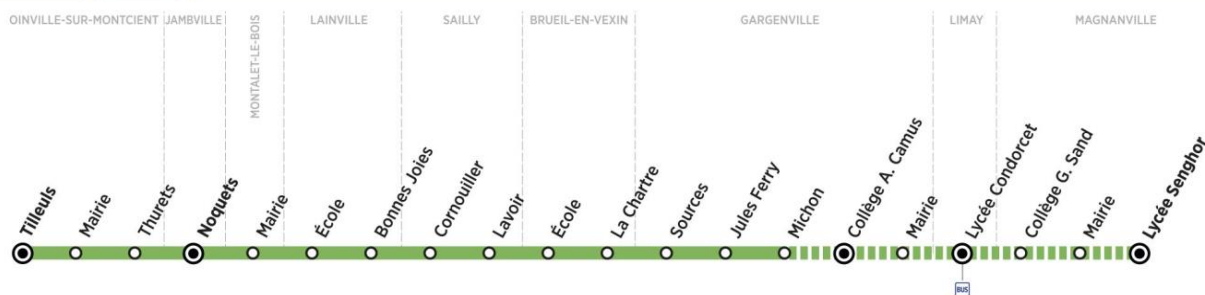 OINVILLE-SUR-MONTCIENT
JAMBVILLE
MONTALET-LE-BOIS
LAINVILLE
SAILLY
BRUEIL-EN-VEXIN
GARGENVILLE
LIMAY
MAGNANVILLE
Tilleuls
Mairie
Thurets
Noquets
Mairie
École
Bonnes Joies
Cornouiller
Lavoir
École
La Chartre
Sources
Jules Ferry
Michon
Collège A. Camus
Mairie
Lycée Condorcet
Collège G. Sand
Mairie
Lycée Senghor
BUS